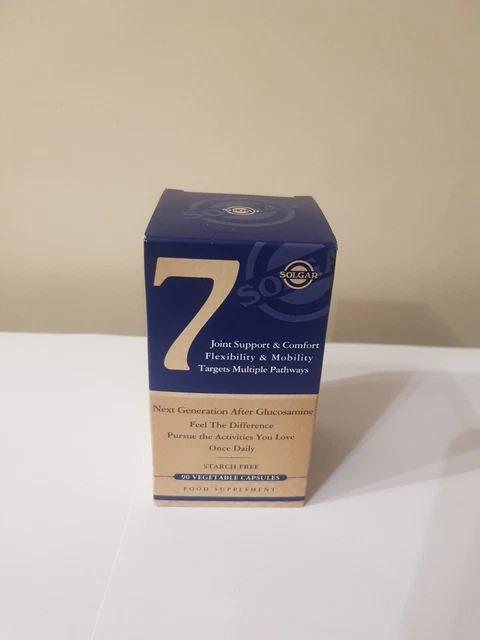 SOLGAR
SOLGAR
7
Joint Support & Comfort
Flexibility & Mobility
Targets Multiple Pathways
Next Generation After Glucosamine
Feel The Difference
Pursue the Activities You Love
Once Daily
STARCH FREE
90 VEGETABLE CAPSULES
FOOD SUPPLEMENT